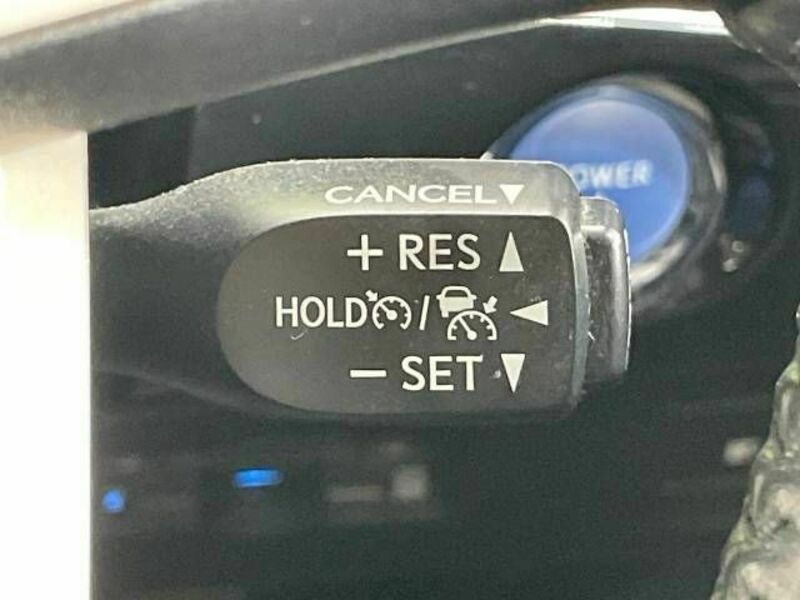 CANCEL▼
+ RES ▲
HOLD / ◀
− SET ▼
POWER